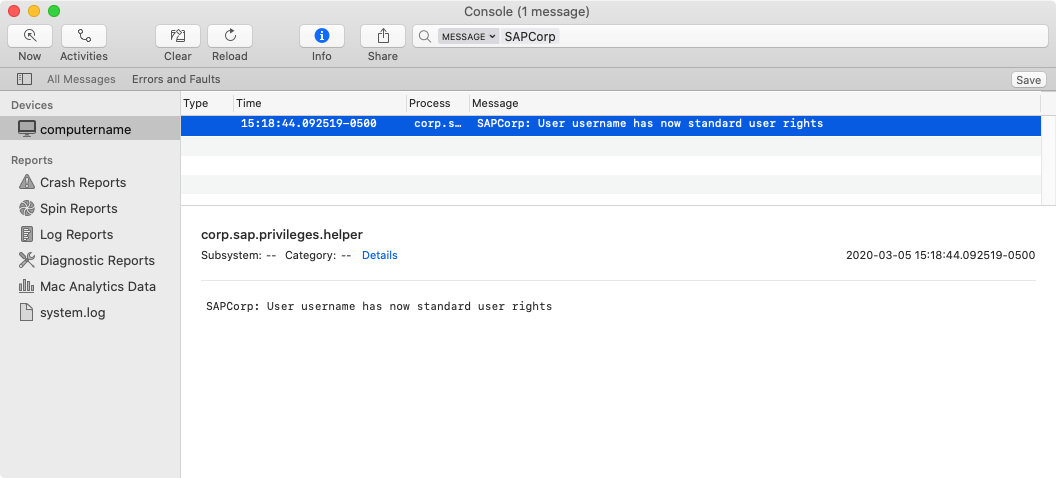 Console (1 message)
MESSAGE SAPCorp
Now Activities Clear Reload Info Share
All Messages Errors and Faults Save
Devices
computername
Reports
Crash Reports
Spin Reports
Log Reports
Diagnostic Reports
Mac Analytics Data
system.log
Type Time Process Message
15:18:44.092519-0500 corp.s… SAPCorp: User username has now standard user rights
corp.sap.privileges.helper
Subsystem: -- Category: -- Details 2020-03-05 15:18:44.092519-0500
SAPCorp: User username has now standard user rights